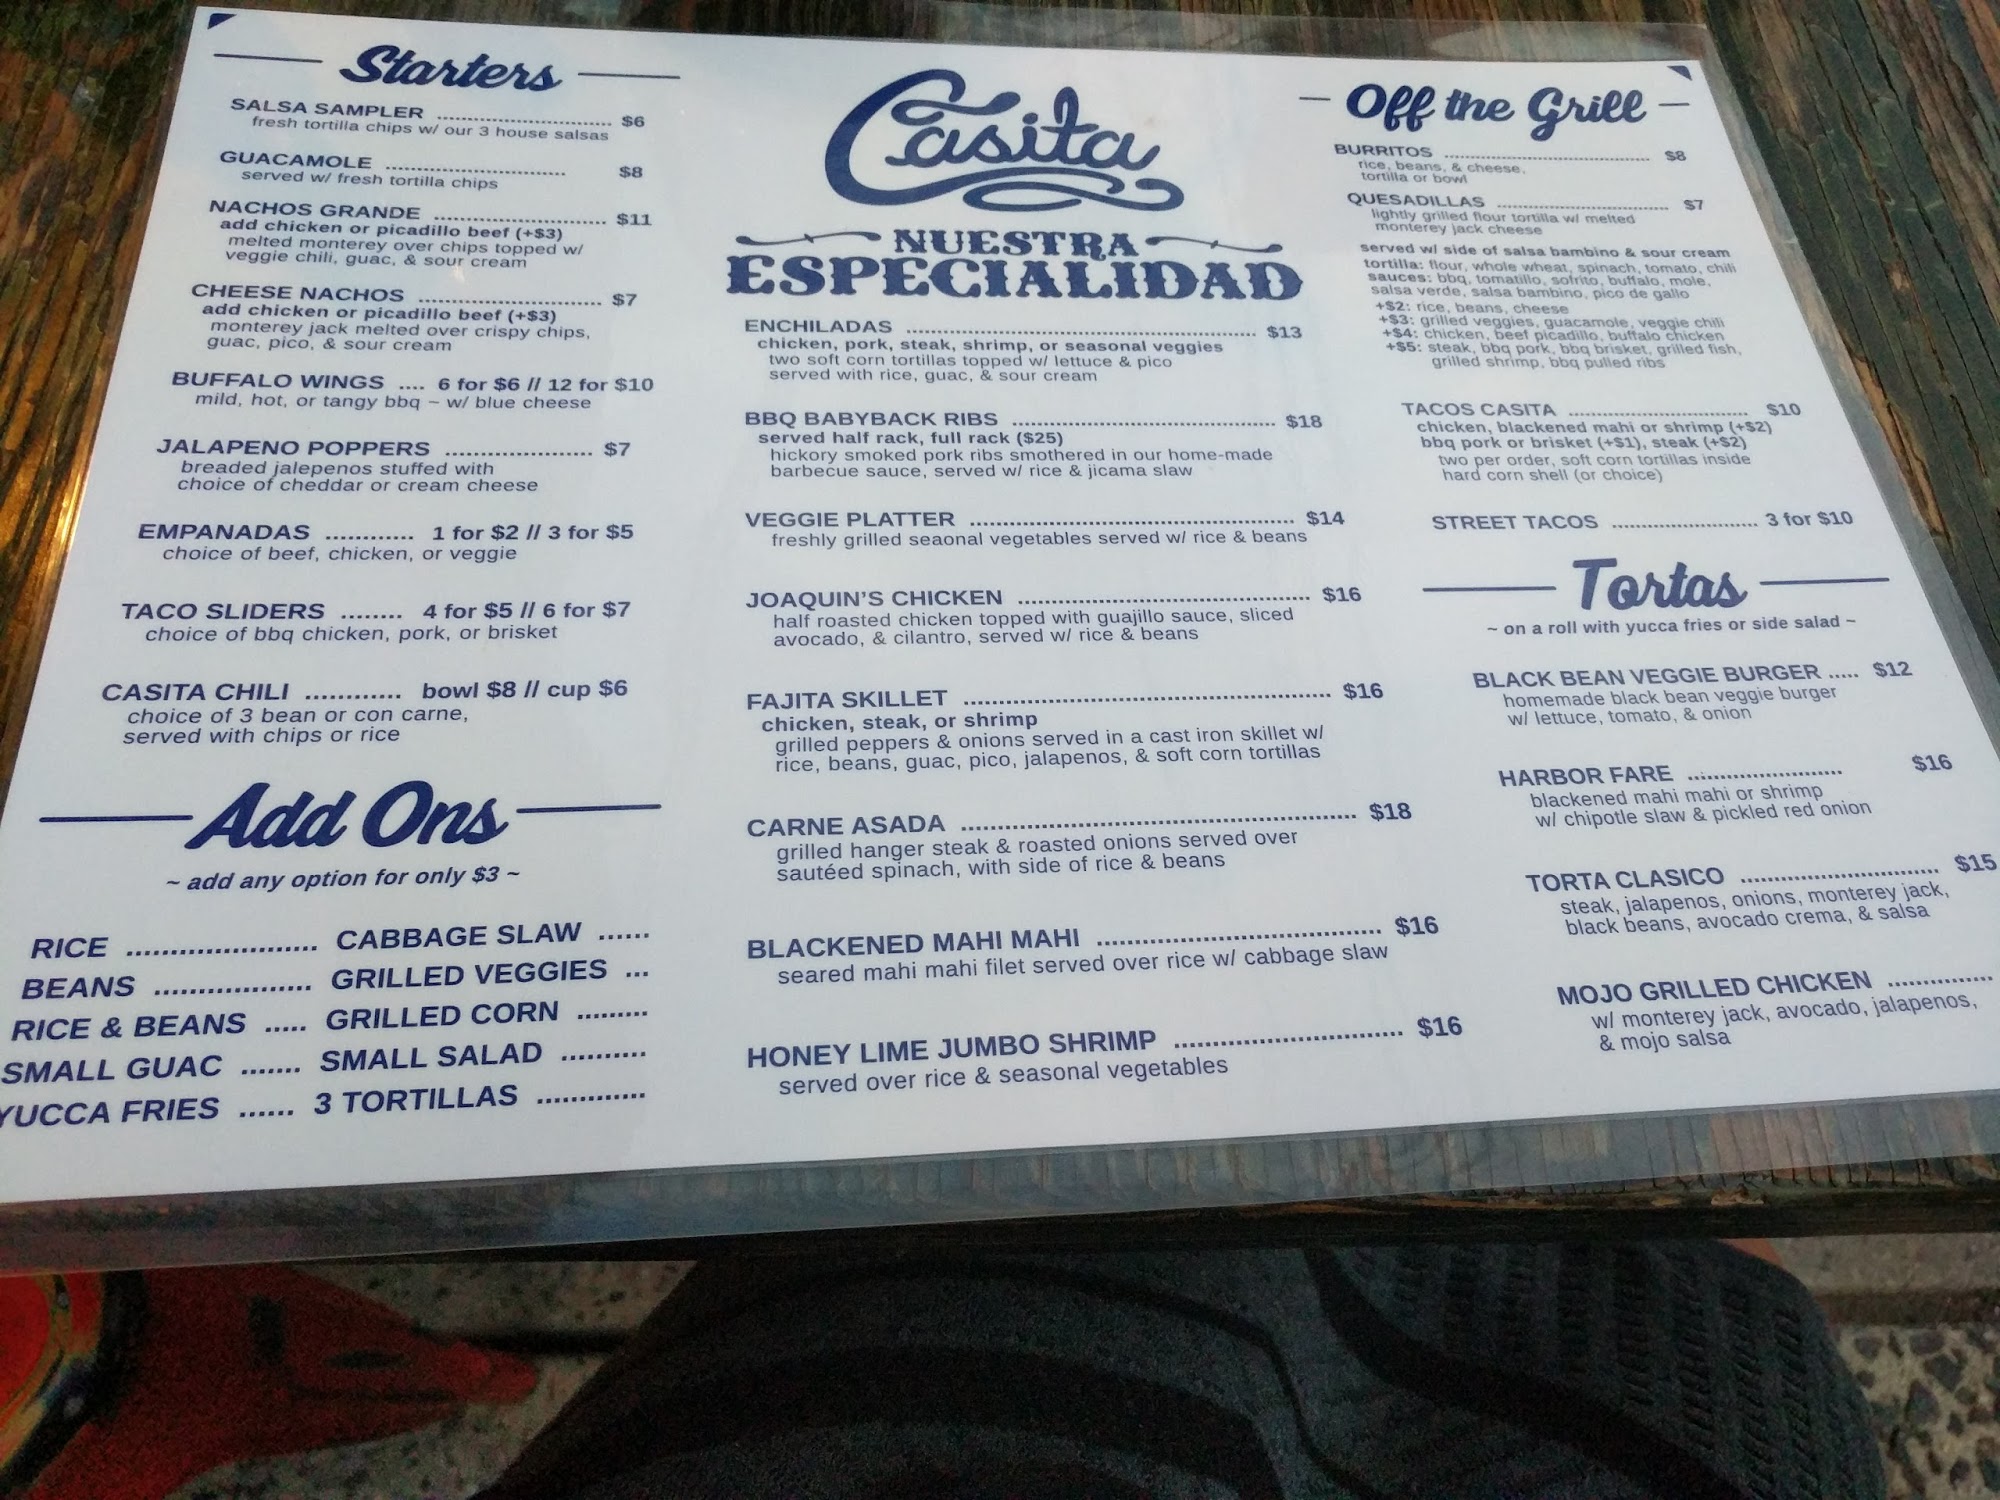 Starters
SALSA SAMPLER ............................ $6
fresh tortilla chips w/ our 3 house salsas
GUACAMOLE ............................. $8
served w/ fresh tortilla chips
NACHOS GRANDE ............................ $11
add chicken or picadillo beef (+$3)
melted monterey over chips topped w/
veggie chili, guac, & sour cream
CHEESE NACHOS ............................. $7
add chicken or picadillo beef (+$3)
monterey jack melted over crispy chips,
guac, pico, & sour cream
BUFFALO WINGS .... 6 for $6 // 12 for $10
mild, hot, or tangy bbq ~ w/ blue cheese
JALAPENO POPPERS ...................... $7
breaded jalepenos stuffed with
choice of cheddar or cream cheese
EMPANADAS ............ 1 for $2 // 3 for $5
choice of beef, chicken, or veggie
TACO SLIDERS ........ 4 for $5 // 6 for $7
choice of bbq chicken, pork, or brisket
CASITA CHILI ............ bowl $8 // cup $6
choice of 3 bean or con carne,
served with chips or rice
Add Ons
~ add any option for only $3 ~
RICE ...................... CABBAGE SLAW ......
BEANS ................... GRILLED VEGGIES ...
RICE & BEANS ..... GRILLED CORN .........
SMALL GUAC ....... SMALL SALAD ..........
YUCCA FRIES ...... 3 TORTILLAS .............
Casita
NUESTRA
ESPECIALIDAD
ENCHILADAS ........................................................ $13
chicken, pork, steak, shrimp, or seasonal veggies
two soft corn tortillas topped w/ lettuce & pico
served with rice, guac, & sour cream
BBQ BABYBACK RIBS .......................................... $18
served half rack, full rack ($25)
hickory smoked pork ribs smothered in our home-made
barbecue sauce, served w/ rice & jicama slaw
VEGGIE PLATTER ................................................... $14
freshly grilled seaonal vegetables served w/ rice & beans
JOAQUIN'S CHICKEN ............................................. $16
half roasted chicken topped with guajillo sauce, sliced
avocado, & cilantro, served w/ rice & beans
FAJITA SKILLET ..................................................... $16
chicken, steak, or shrimp
grilled peppers & onions served in a cast iron skillet w/
rice, beans, guac, pico, jalapenos, & soft corn tortillas
CARNE ASADA ....................................................... $18
grilled hanger steak & roasted onions served over
sautéed spinach, with side of rice & beans
BLACKENED MAHI MAHI ....................................... $16
seared mahi mahi filet served over rice w/ cabbage slaw
HONEY LIME JUMBO SHRIMP ............................... $16
served over rice & seasonal vegetables
Off the Grill
BURRITOS ..................................... $8
rice, beans, & cheese,
tortilla or bowl
QUESADILLAS ............................... $7
lightly grilled flour tortilla w/ melted
monterey jack cheese
served w/ side of salsa bambino & sour cream
tortilla: flour, whole wheat, spinach, tomato, chili
sauces: bbq, tomatillo, sofrito, buffalo, mole,
salsa verde, salsa bambino, pico de gallo
+$2: rice, beans, cheese
+$3: grilled veggies, guacamole, veggie chili
+$4: chicken, beef picadillo, buffalo chicken
+$5: steak, bbq pork, bbq brisket, grilled fish,
grilled shrimp, bbq pulled ribs
TACOS CASITA ............................... $10
chicken, blackened mahi or shrimp (+$2)
bbq pork or brisket (+$1), steak (+$2)
two per order, soft corn tortillas inside
hard corn shell (or choice)
STREET TACOS ........................ 3 for $10
Tortas
~ on a roll with yucca fries or side salad ~
BLACK BEAN VEGGIE BURGER ..... $12
homemade black bean veggie burger
w/ lettuce, tomato, & onion
HARBOR FARE ......................... $16
blackened mahi mahi or shrimp
w/ chipotle slaw & pickled red onion
TORTA CLASICO .............................. $15
steak, jalapenos, onions, monterey jack,
black beans, avocado crema, & salsa
MOJO GRILLED CHICKEN ...............
w/ monterey jack, avocado, jalapenos,
& mojo salsa